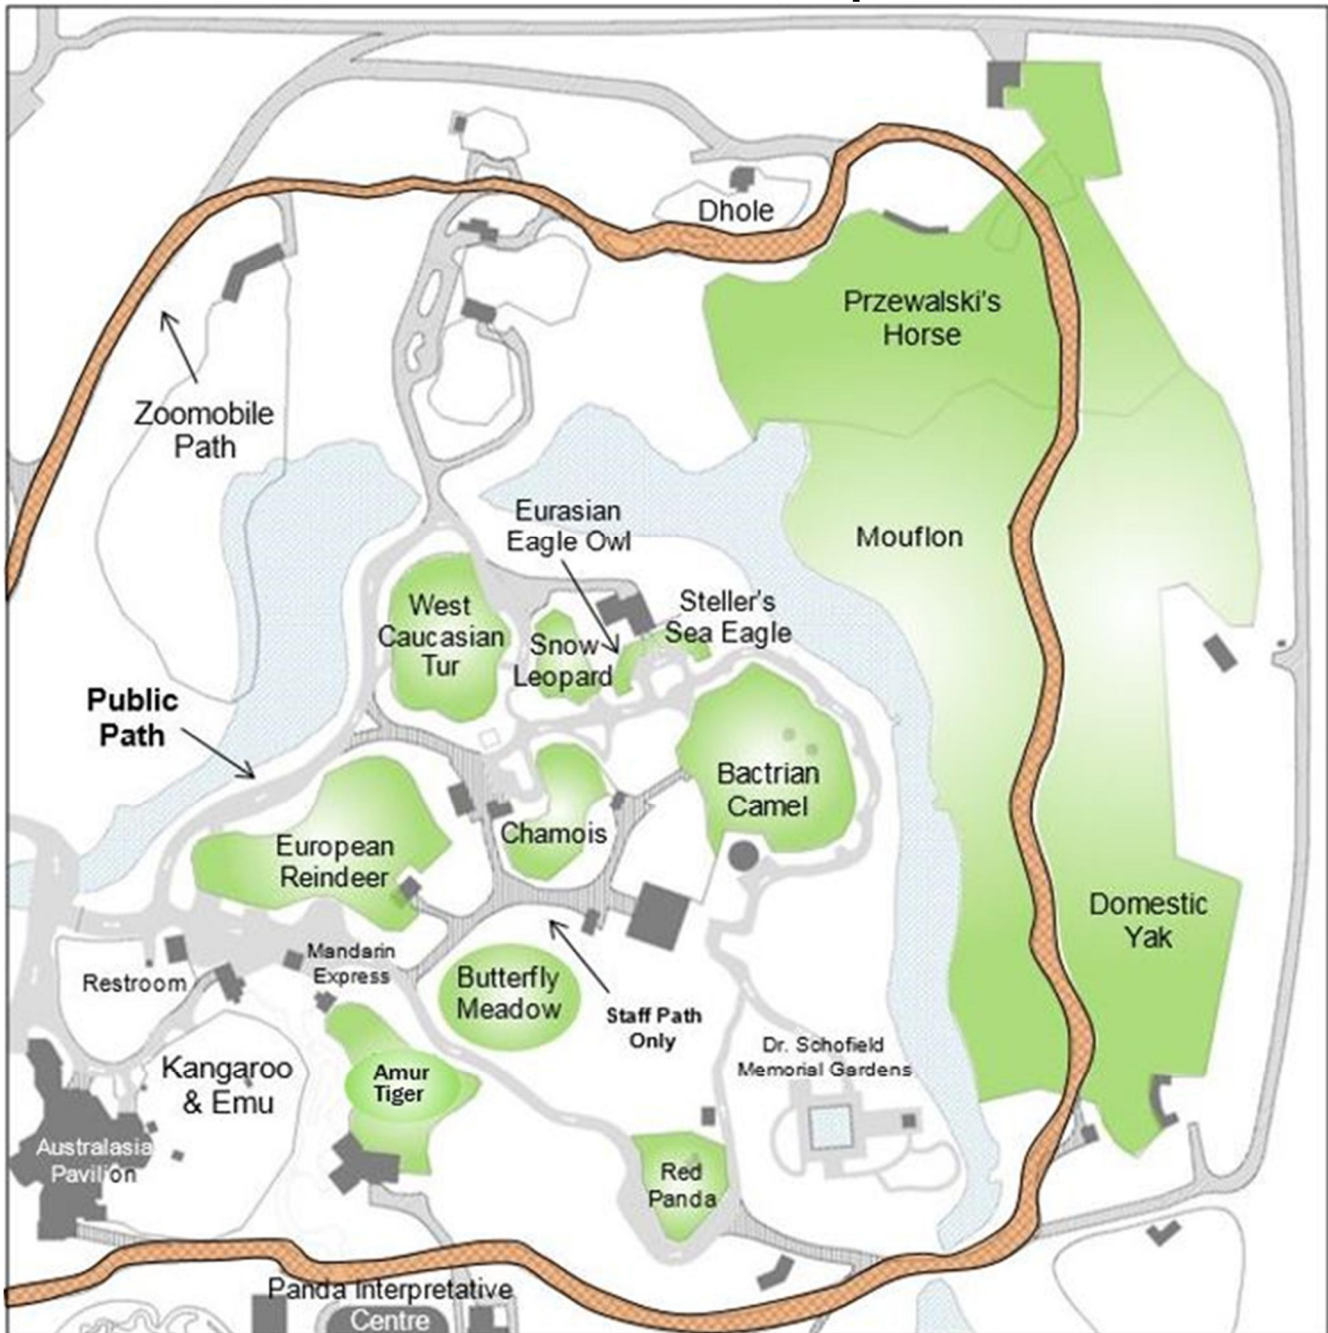 Dhole
Przewalski's
Horse
Zoomobile
Path
Eurasian
Eagle Owl
Mouflon
West
Caucasian
Tur
Snow
Leopard
Steller's
Sea Eagle
Public
Path
Bactrian
Camel
Chamois
European
Reindeer
Domestic
Yak
Mandarin
Express
Restroom
Butterfly
Meadow
Staff Path
Only
Dr. Schofield
Memorial Gardens
Kangaroo
& Emu
Amur
Tiger
Australasia
Pavilion
Red
Panda
Panda Interpretative
Centre